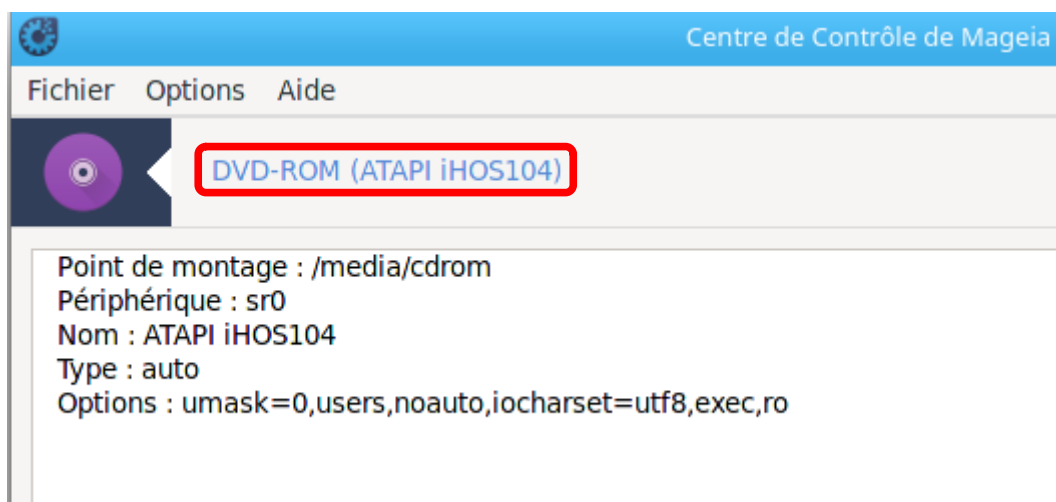 Centre de Contrôle de Mageia
Fichier Options Aide
DVD-ROM (ATAPI iHOS104)
Point de montage : /media/cdrom
Périphérique : sr0
Nom : ATAPI iHOS104
Type : auto
Options : umask=0,users,noauto,iocharset=utf8,exec,ro